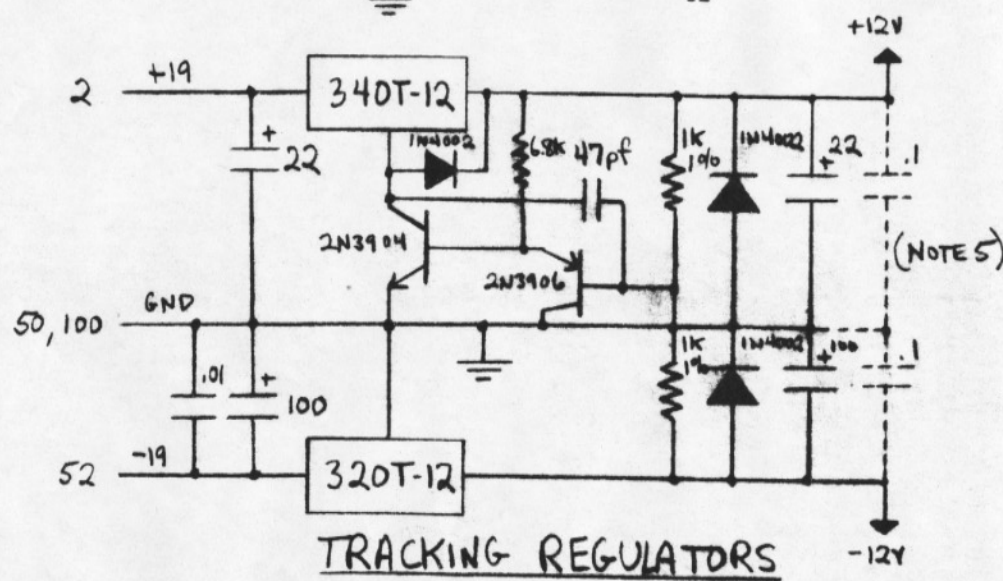 +12V
2
+19
340T-12
1N4002
6.8K
47pf
1K
1%
1N4002
22
.1
+
22
+
2N3904
2N3906
(NOTE 5)
50, 100
GND
.01
+
100
1K
1%
1N4002
+
100
.1
52
-19
320T-12
-12V
TRACKING REGULATORS